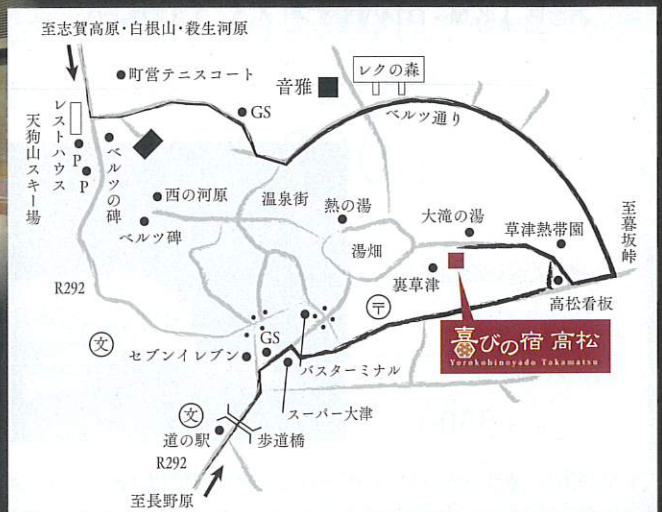 至志賀高原・白根山・殺生河原
町営テニスコート
音雅
レクの森
GS
ベルツ通り
レストハウス
天狗山スキー場
P
P
ベルツの碑
西の河原
ベルツ碑
温泉街
熱の湯
湯畑
大滝の湯
草津熱帯園
至暮坂峠
裏草津
高松看板
R292
〒
喜びの宿 高松
Yorokobinoyado Takamatsu
文
セブンイレブン
GS
バスターミナル
スーパー大津
文
道の駅
歩道橋
R292
至長野原